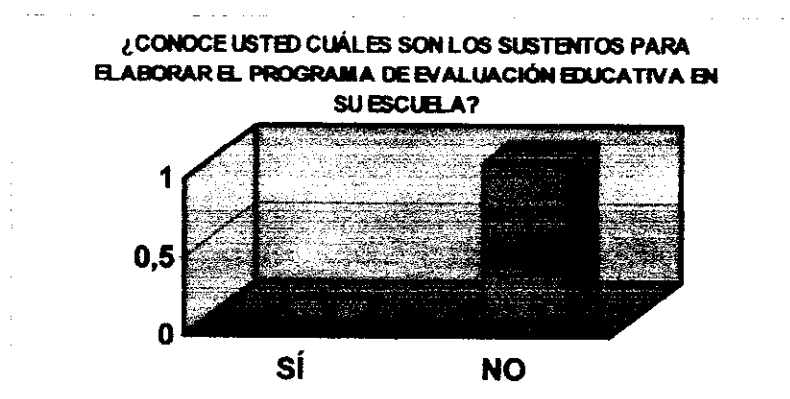 ¿CONOCE USTED CUÁLES SON LOS SUSTENTOS PARA
ELABORAR EL PROGRAMA DE EVALUACIÓN EDUCATIVA EN
SU ESCUELA?
1
0,5
0
SÍ NO